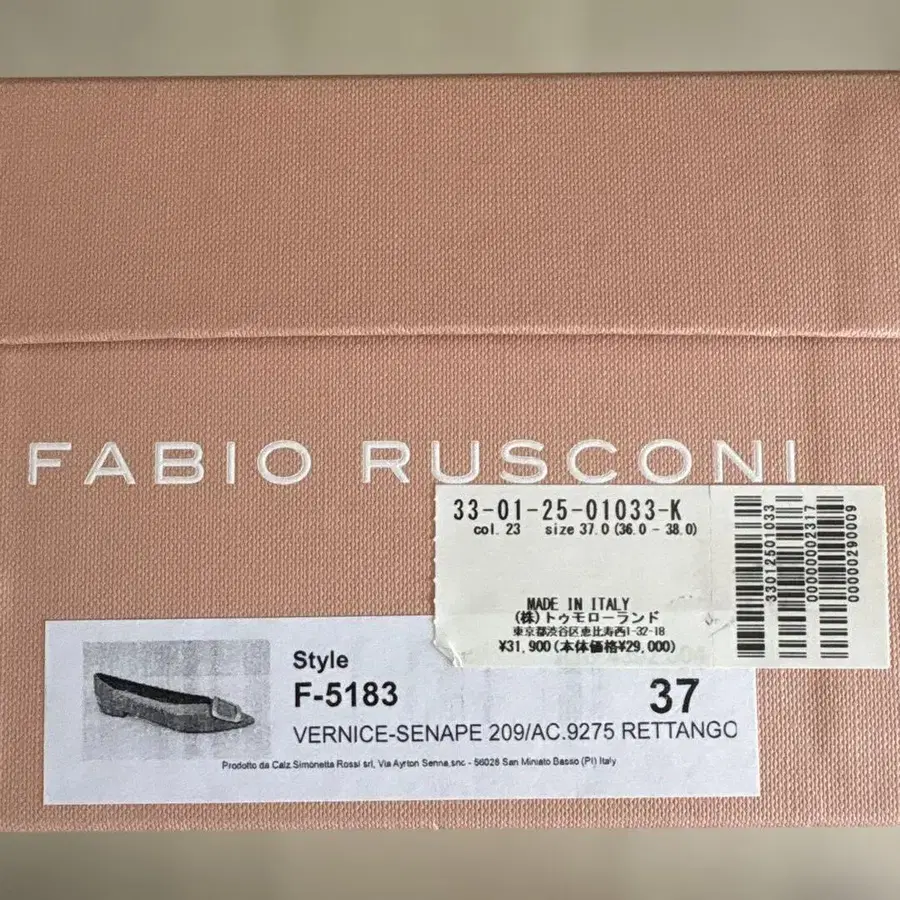 FABIO RUSCONI
33-01-25-01033-K
col. 23 size 37.0 (36.0 - 38.0)
MADE IN ITALY
(株)トゥモローランド
東京都渋谷区恵比寿西1-32-18
¥31,900(本体価格¥29,000)
33012501033
00000002317
00000290009
Style
F-5183
37
VERNICE-SENAPE 209/AC.9275 RETTANGO
Prodotto da Calz.Simonetta Rossi srl, Via Ayrton Senna,snc - 56028 San Miniato Basso (PI) Italy